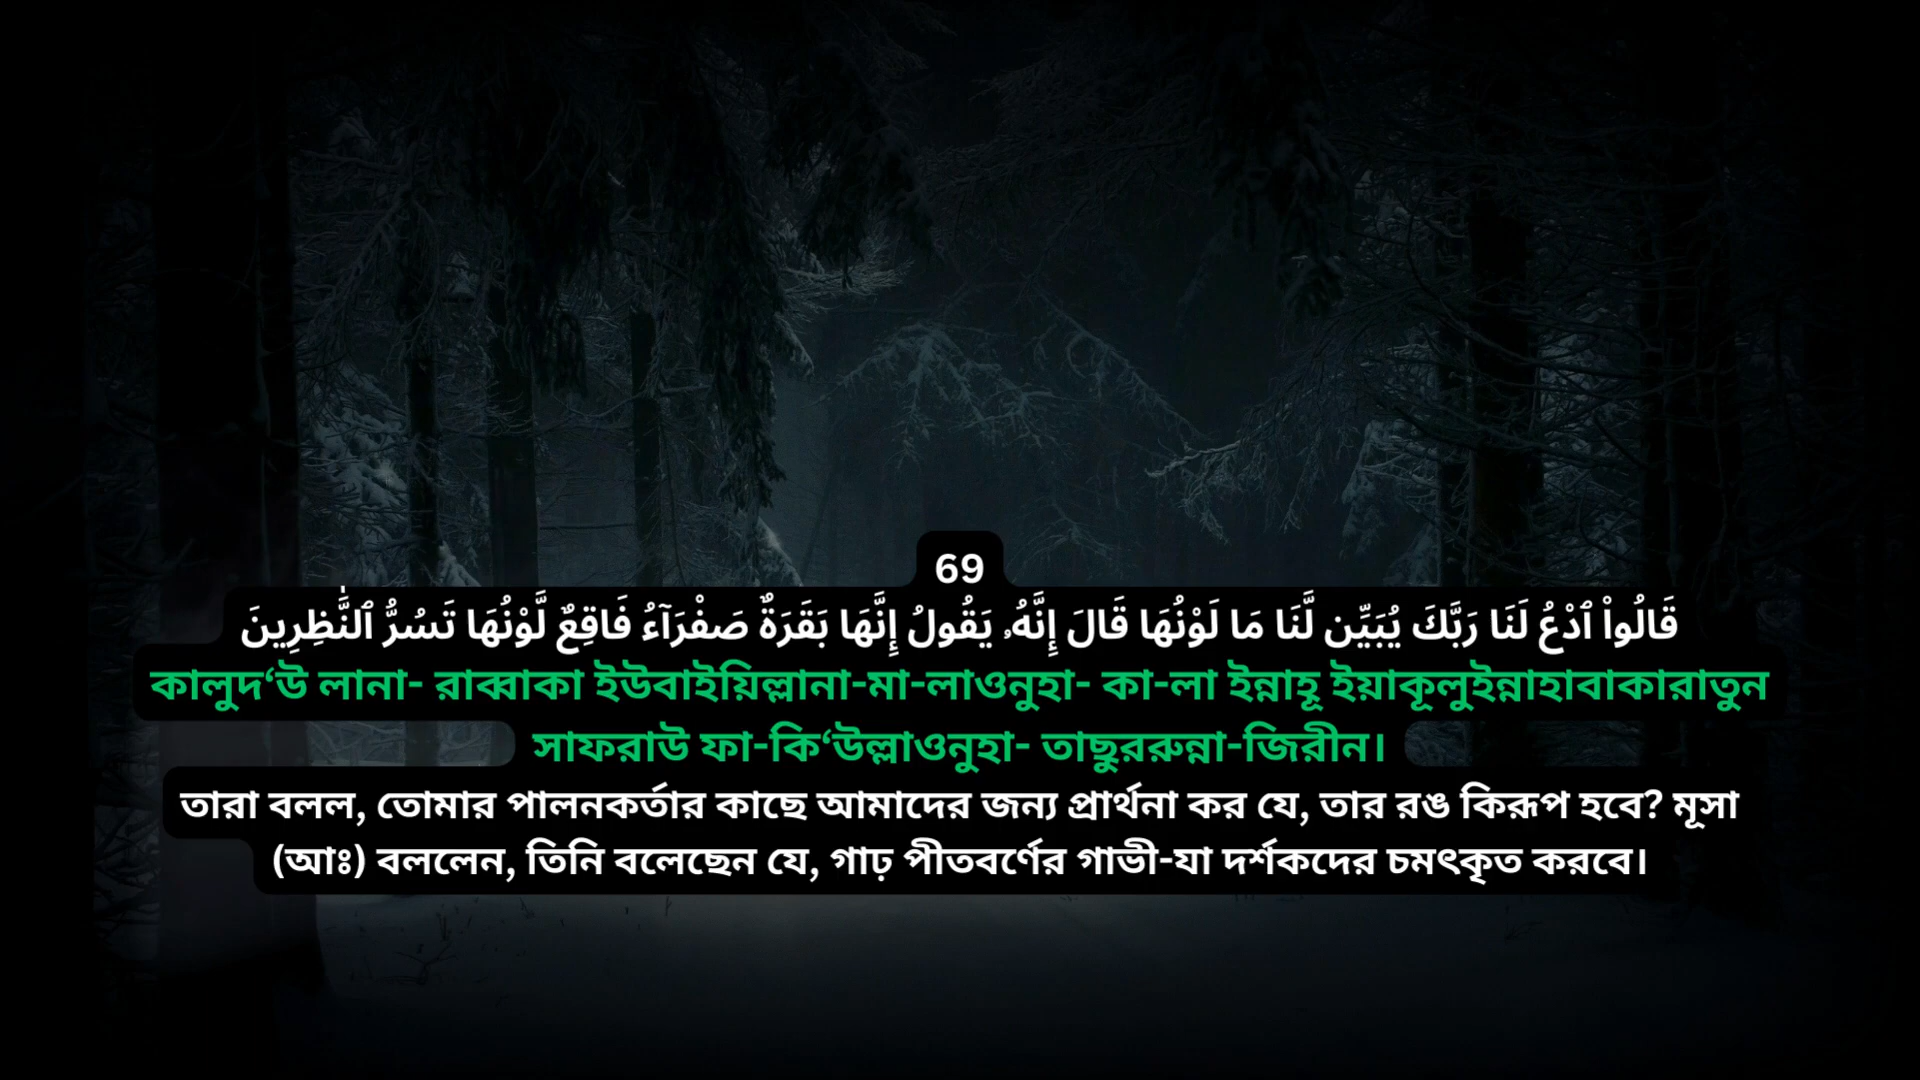 69
قَالُواْ ٱدْعُ لَنَا رَبَّكَ يُبَيِّن لَّنَا مَا لَوْنُهَا قَالَ إِنَّهُۥ يَقُولُ إِنَّهَا بَقَرَةٌ صَفْرَآءُ فَاقِعٌ لَّوْنُهَا تَسُرُّ ٱلنَّٰظِرِينَ
কালুদ‘উ লানা- রাব্বাকা ইউবাইয়িল্লানা-মা-লাওনুহা- কা-লা ইন্নাহূ ইয়াকূলুইন্নাহাবাকারাতুন
সাফরাউ ফা-কি‘উল্লাওনুহা- তাছুররুন্না-জিরীন।
তারা বলল, তোমার পালনকর্তার কাছে আমাদের জন্য প্রার্থনা কর যে, তার রঙ কিরূপ হবে? মূসা
(আঃ) বললেন, তিনি বলেছেন যে, গাঢ় পীতবর্ণের গাভী-যা দর্শকদের চমৎকৃত করবে।